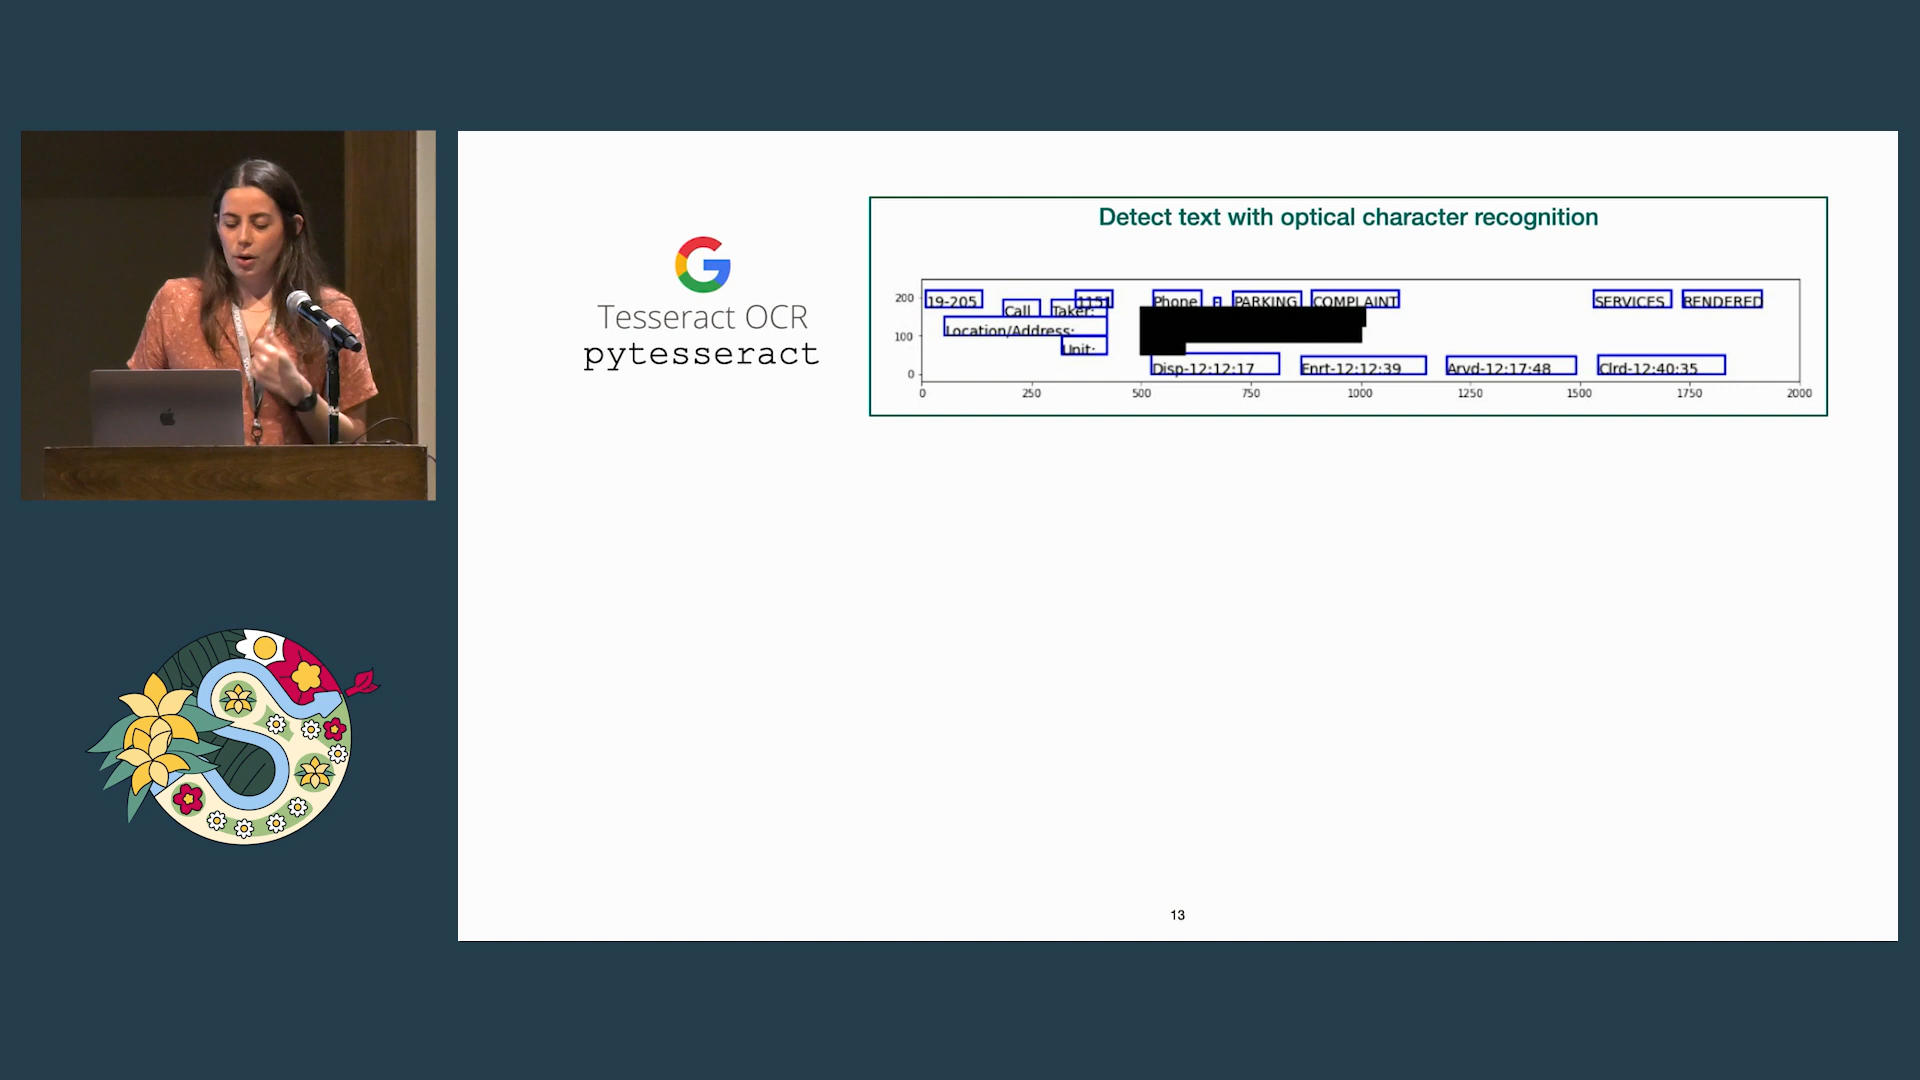 Tesseract OCR
pytesseract
Detect text with optical character recognition
200
100
0
19-205 1151 Phone - PARKING COMPLAINT SERVICES RENDERED
Call Taker:
Location/Address:
Unit:
Disp-12:12:17 Enrt-12:12:39 Arvd-12:17:48 Clrd-12:40:35
0 250 500 750 1000 1250 1500 1750 2000
13